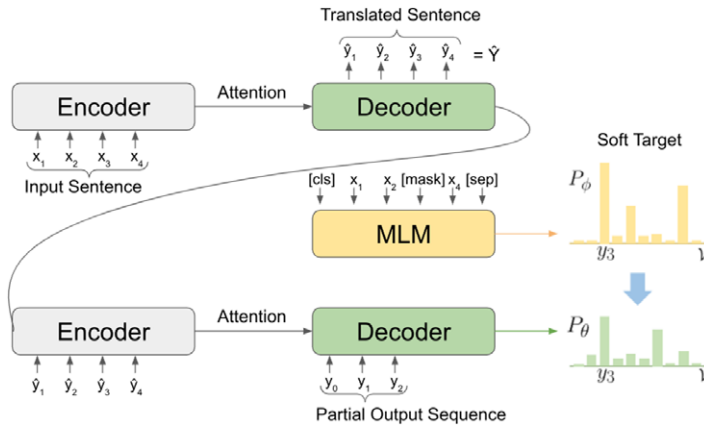 Translated Sentence
ŷ1 ŷ2 ŷ3 ŷ4 = Ŷ
Encoder
Attention
Decoder
x1 x2 x3 x4
Input Sentence
Soft Target
[cls] x1 x2 [mask] x4 [sep]
MLM
Pϕ
y3
Encoder
Attention
Decoder
Pθ
y3
ŷ1 ŷ2 ŷ3 ŷ4
y0 y1 y2
Partial Output Sequence